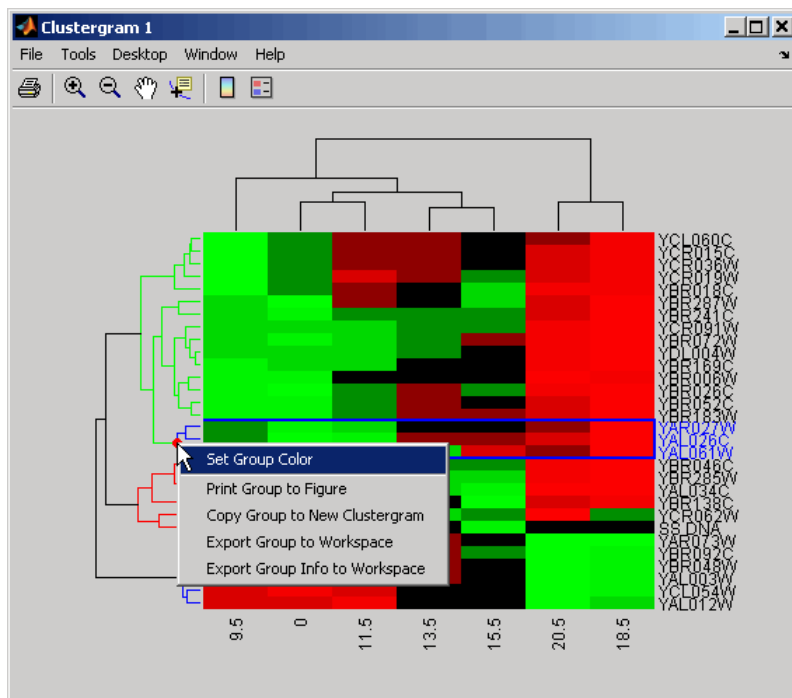 Clustergram 1
File Tools Desktop Window Help
YCL060C
YCR015C
YCR036W
YCR019W
YBR018C
YBR287W
YBR241C
YCR091W
YBR072W
YDL004W
YBR169C
YBR006W
YBR026C
YBR052C
YBR183W
YAR027W
YAL026C
YAL061W
YBR046C
YBR285W
YAL034C
YBR138C
YCR062W
SS DNA
YAR073W
YBR092C
YBR048W
YAL003W
YCL054W
YAL012W
Set Group Color
Print Group to Figure
Copy Group to New Clustergram
Export Group to Workspace
Export Group Info to Workspace
9.5 0 11.5 13.5 15.5 20.5 18.5